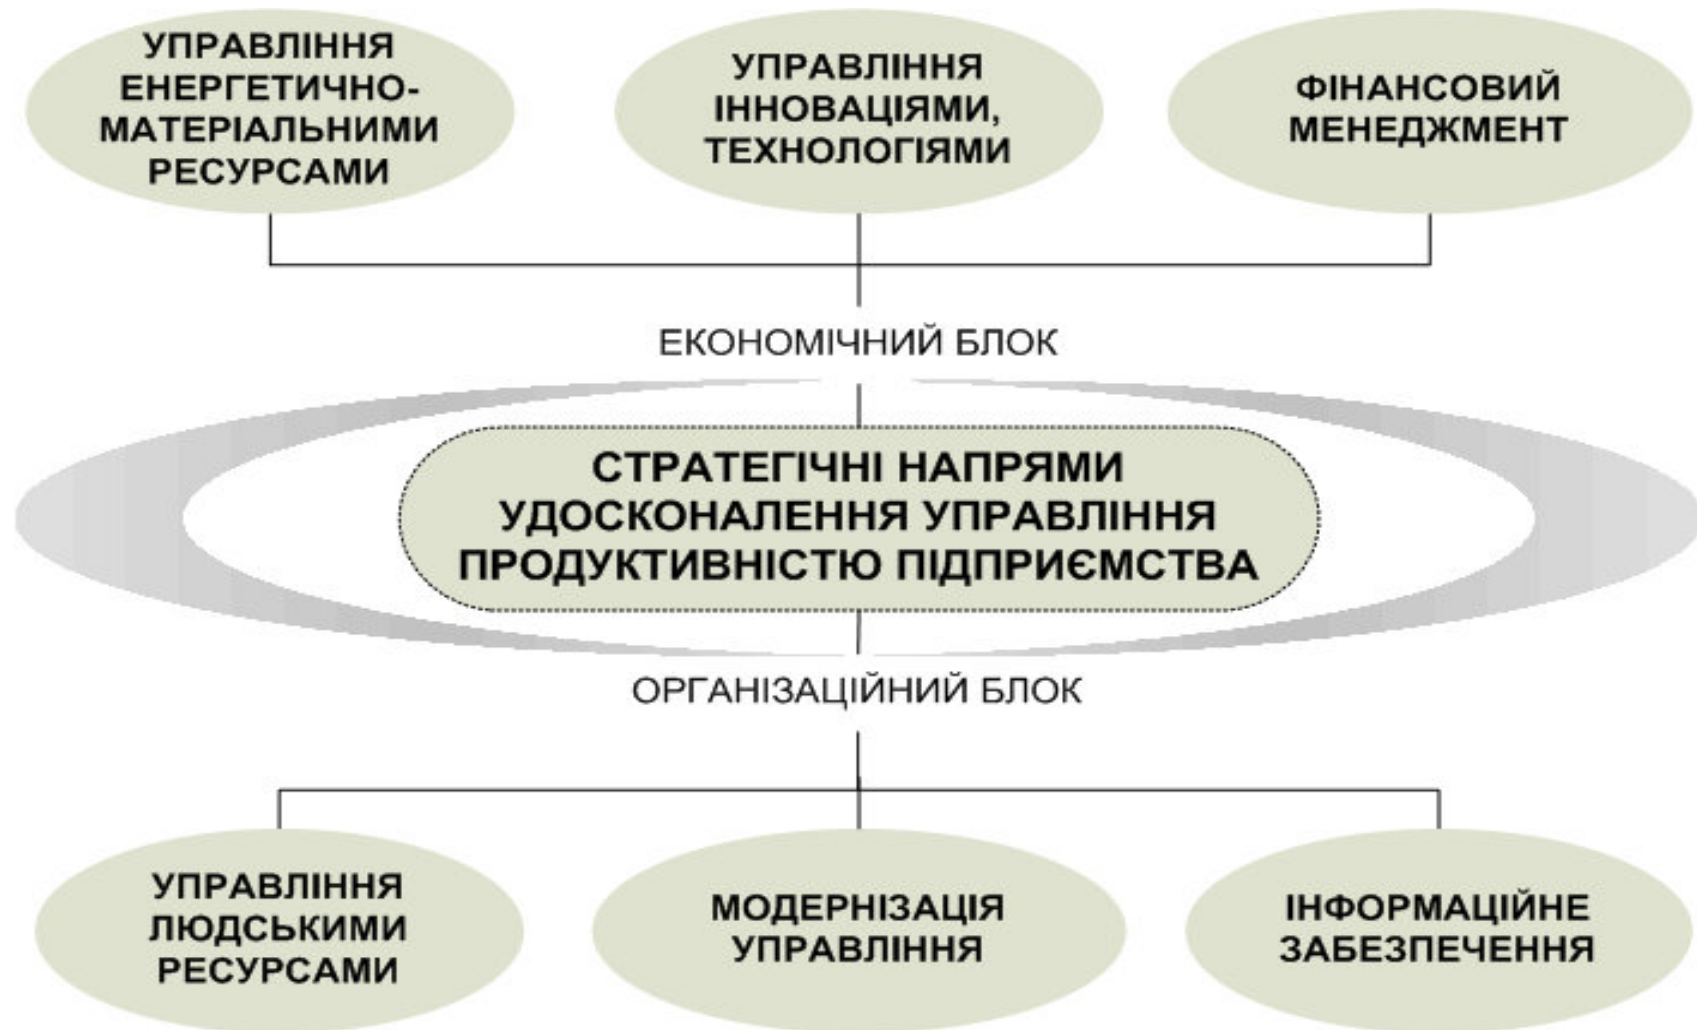 УПРАВЛІННЯ
ЕНЕРГЕТИЧНО-
МАТЕРІАЛЬНИМИ
РЕСУРСАМИ
УПРАВЛІННЯ
ІННОВАЦІЯМИ,
ТЕХНОЛОГІЯМИ
ФІНАНСОВИЙ
МЕНЕДЖМЕНТ
ЕКОНОМІЧНИЙ БЛОК
СТРАТЕГІЧНІ НАПРЯМИ
УДОСКОНАЛЕННЯ УПРАВЛІННЯ
ПРОДУКТИВНІСТЮ ПІДПРИЄМСТВА
ОРГАНІЗАЦІЙНИЙ БЛОК
УПРАВЛІННЯ
ЛЮДСЬКИМИ
РЕСУРСАМИ
МОДЕРНІЗАЦІЯ
УПРАВЛІННЯ
ІНФОРМАЦІЙНЕ
ЗАБЕЗПЕЧЕННЯ